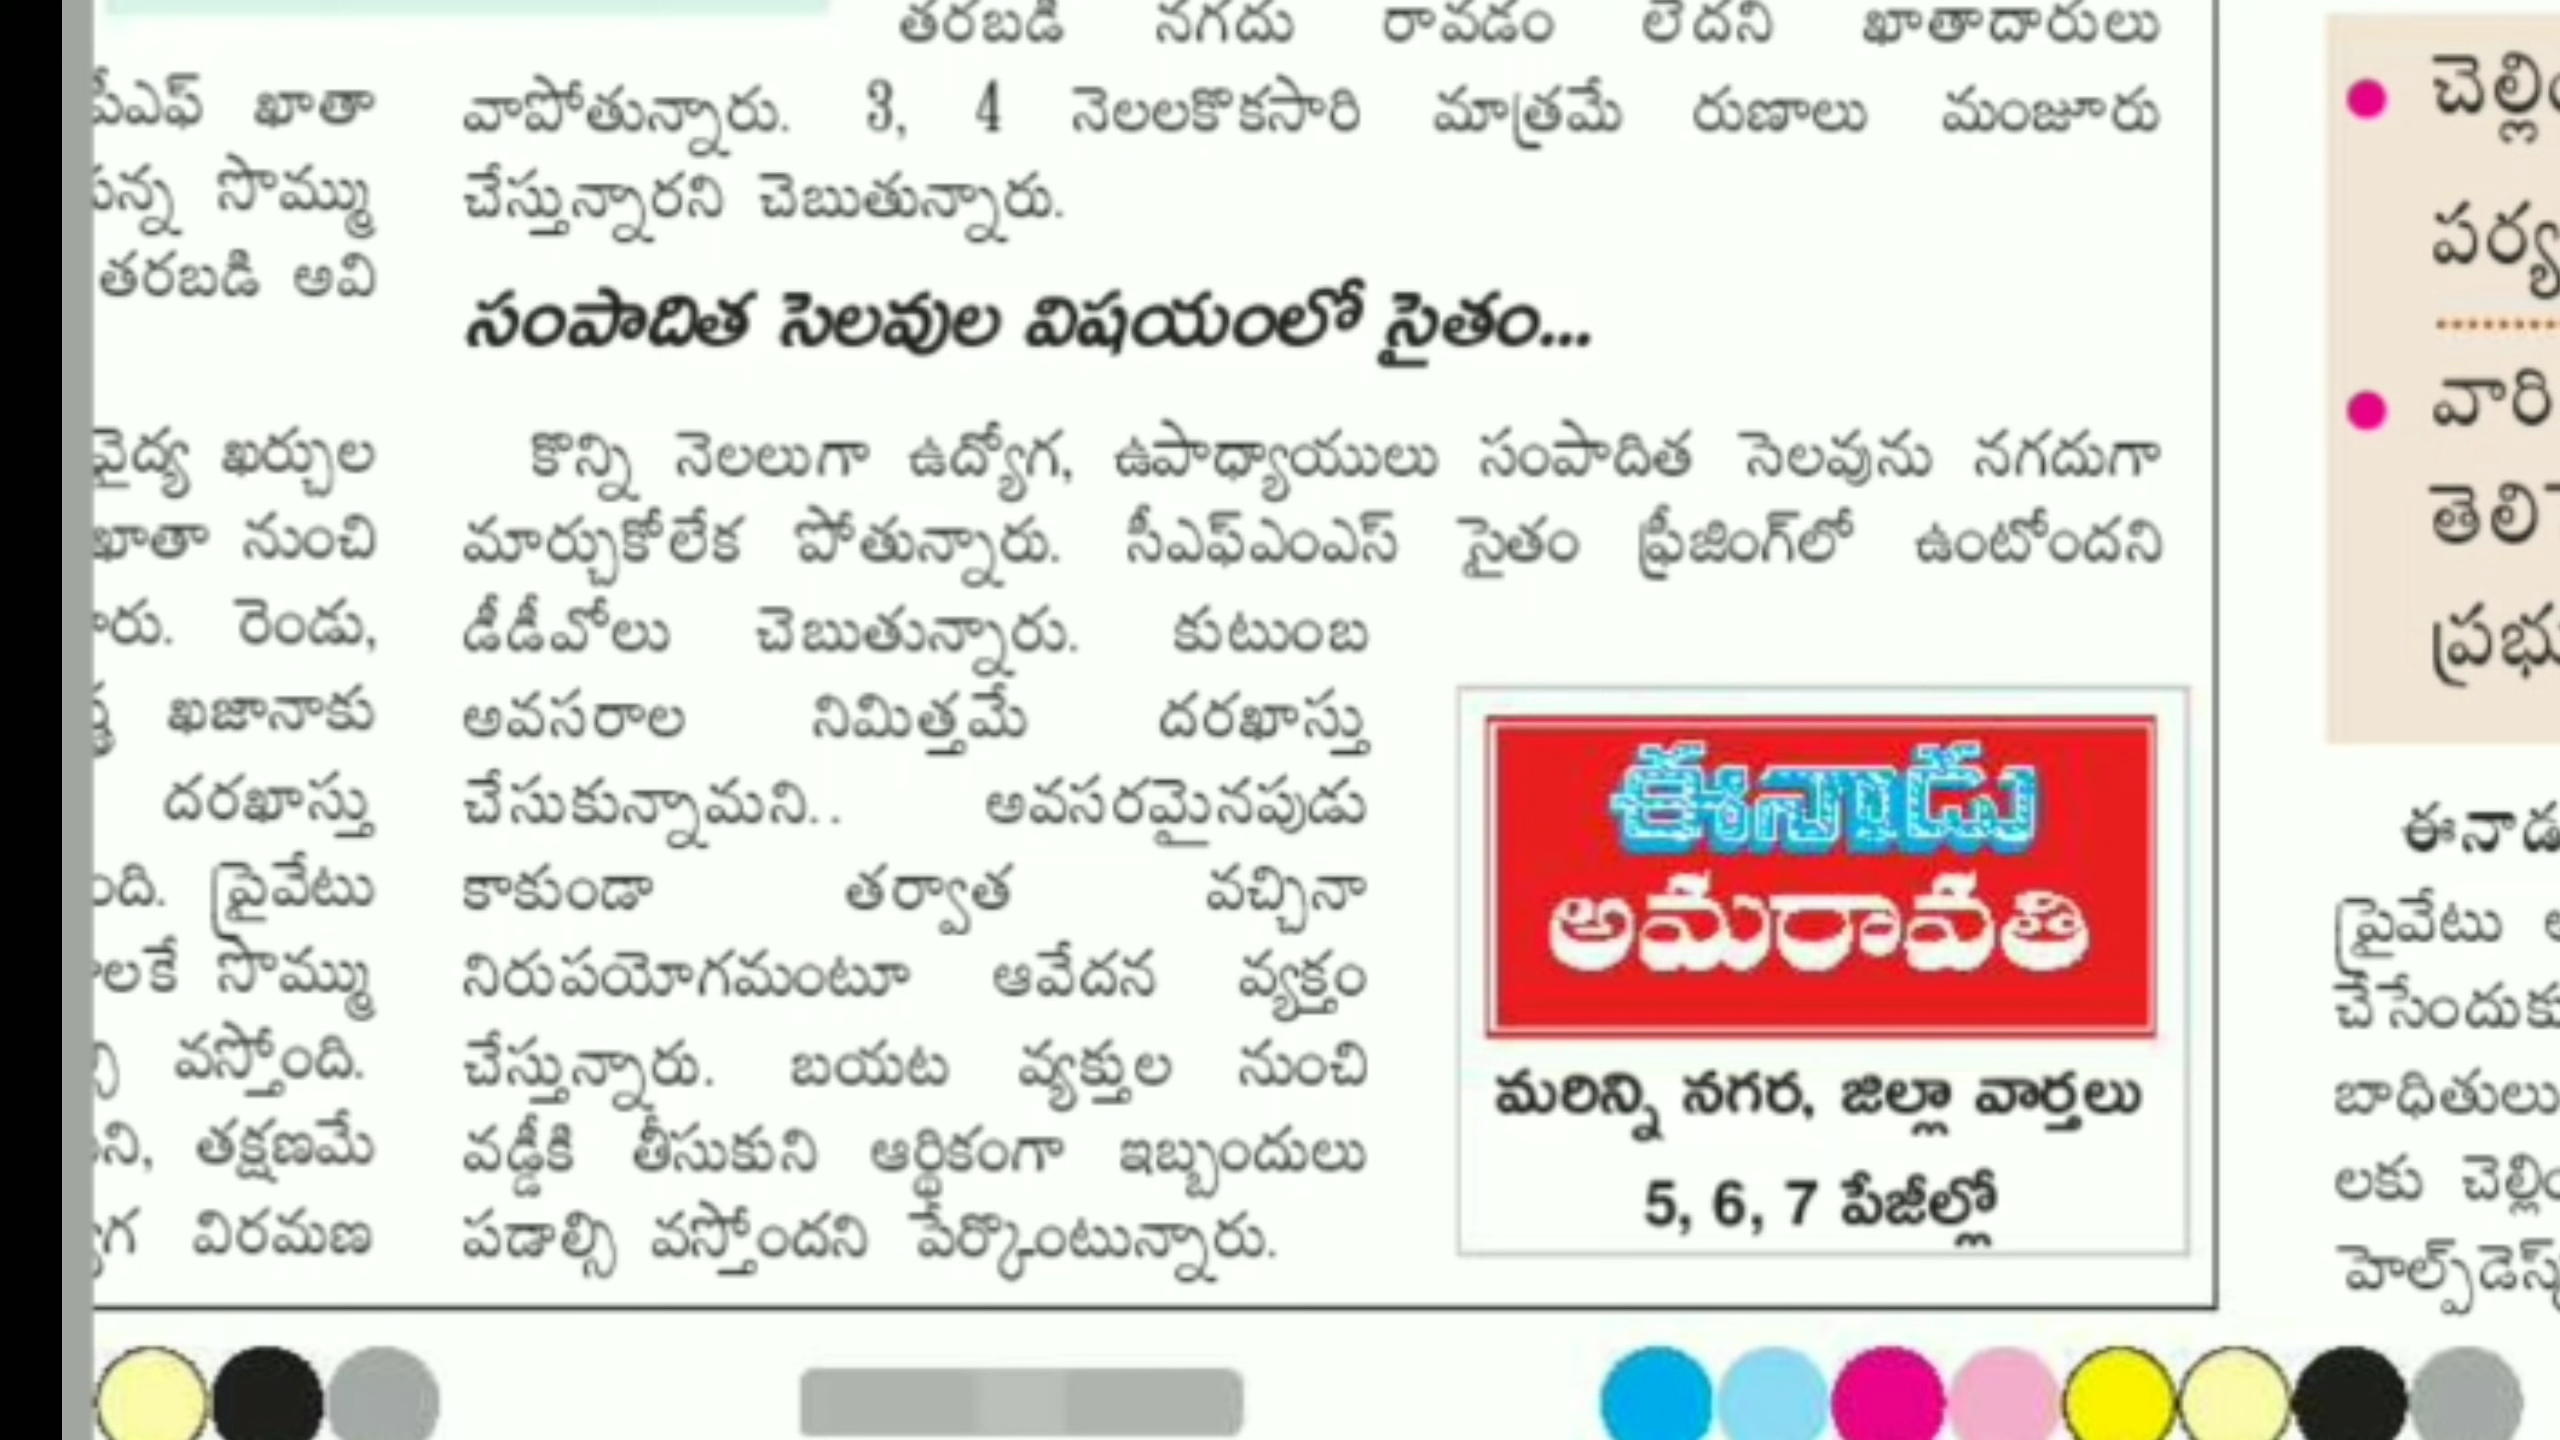 పీఎఫ్ ఖాతా
సొమ్ము
తరబడి అవి
వైద్య ఖర్చుల
ఖాతా నుంచి
రెండు,
ఖజానాకు
దరఖాస్తు
ప్రైవేటు
సొమ్ము
వస్తోంది.
తక్షణమే
విరమణ
తరబడి నగదు రావడం లేదని ఖాతాదారులు
వాపోతున్నారు. 3, 4 నెలలకొకసారి మాత్రమే రుణాలు మంజూరు
చేస్తున్నారని చెబుతున్నారు.
సంపాదిత సెలవుల విషయంలో సైతం...
కొన్ని నెలలుగా ఉద్యోగ, ఉపాధ్యాయులు సంపాదిత సెలవును నగదుగా
మార్చుకోలేక పోతున్నారు. సీఎఫ్ఎంఎస్ సైతం ఫ్రీజింగ్‌లో ఉంటోందని
డీడీవోలు చెబుతున్నారు. కుటుంబ
అవసరాల నిమిత్తమే దరఖాస్తు
చేసుకున్నామని.. అవసరమైనపుడు
కాకుండా తర్వాత వచ్చినా
నిరుపయోగమంటూ ఆవేదన వ్యక్తం
చేస్తున్నారు. బయట వ్యక్తుల నుంచి
వడ్డీకి తీసుకుని ఆర్థికంగా ఇబ్బందులు
పడాల్సి వస్తోందని పేర్కొంటున్నారు.
ఈనాడు
అమరావతి
మరిన్ని నగర, జిల్లా వార్తలు
5, 6, 7 పేజీల్లో
వారి
ప్రైవేటు
చేసేందుకు
బాధితులు
లకు